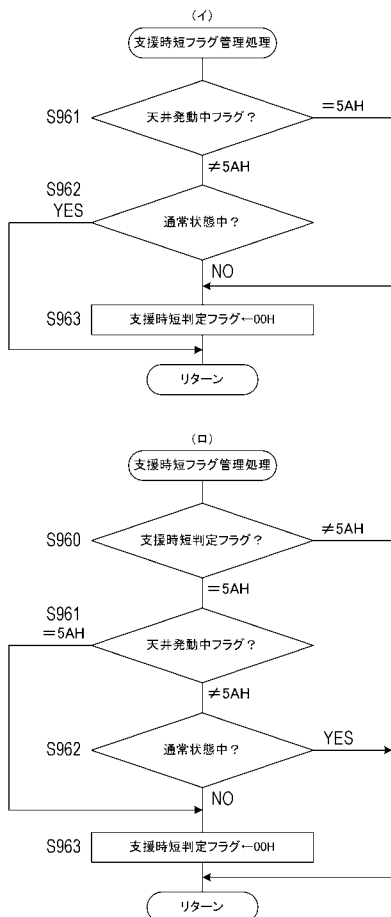 (イ)
支援時短フラグ管理処理
S961
天井発動中フラグ?
=5AH
≠5AH
S962
YES
通常状態中?
NO
S963
支援時短判定フラグ←00H
リターン
(ロ)
支援時短フラグ管理処理
S960
支援時短判定フラグ?
≠5AH
=5AH
S961
=5AH
天井発動中フラグ?
≠5AH
S962
通常状態中?
YES
NO
S963
支援時短判定フラグ←00H
リターン